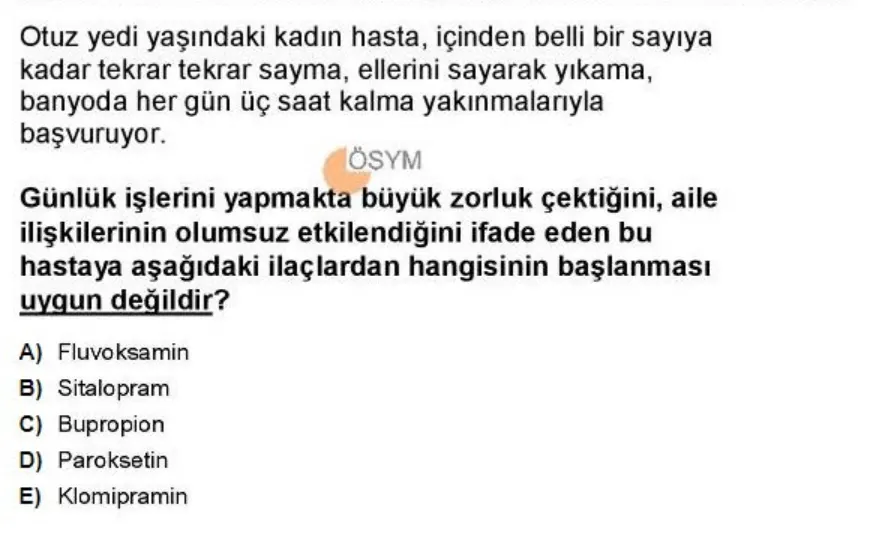 Otuz yedi yaşındaki kadın hasta, içinden belli bir sayıya
kadar tekrar tekrar sayma, ellerini sayarak yıkama,
banyoda her gün üç saat kalma yakınmalarıyla
başvuruyor.
ÖSYM
Günlük işlerini yapmakta büyük zorluk çektiğini, aile
ilişkilerinin olumsuz etkilendiğini ifade eden bu
hastaya aşağıdaki ilaçlardan hangisinin başlanması
uygun değildir?
A) Fluvoksamin
B) Sitalopram
C) Bupropion
D) Paroksetin
E) Klomipramin